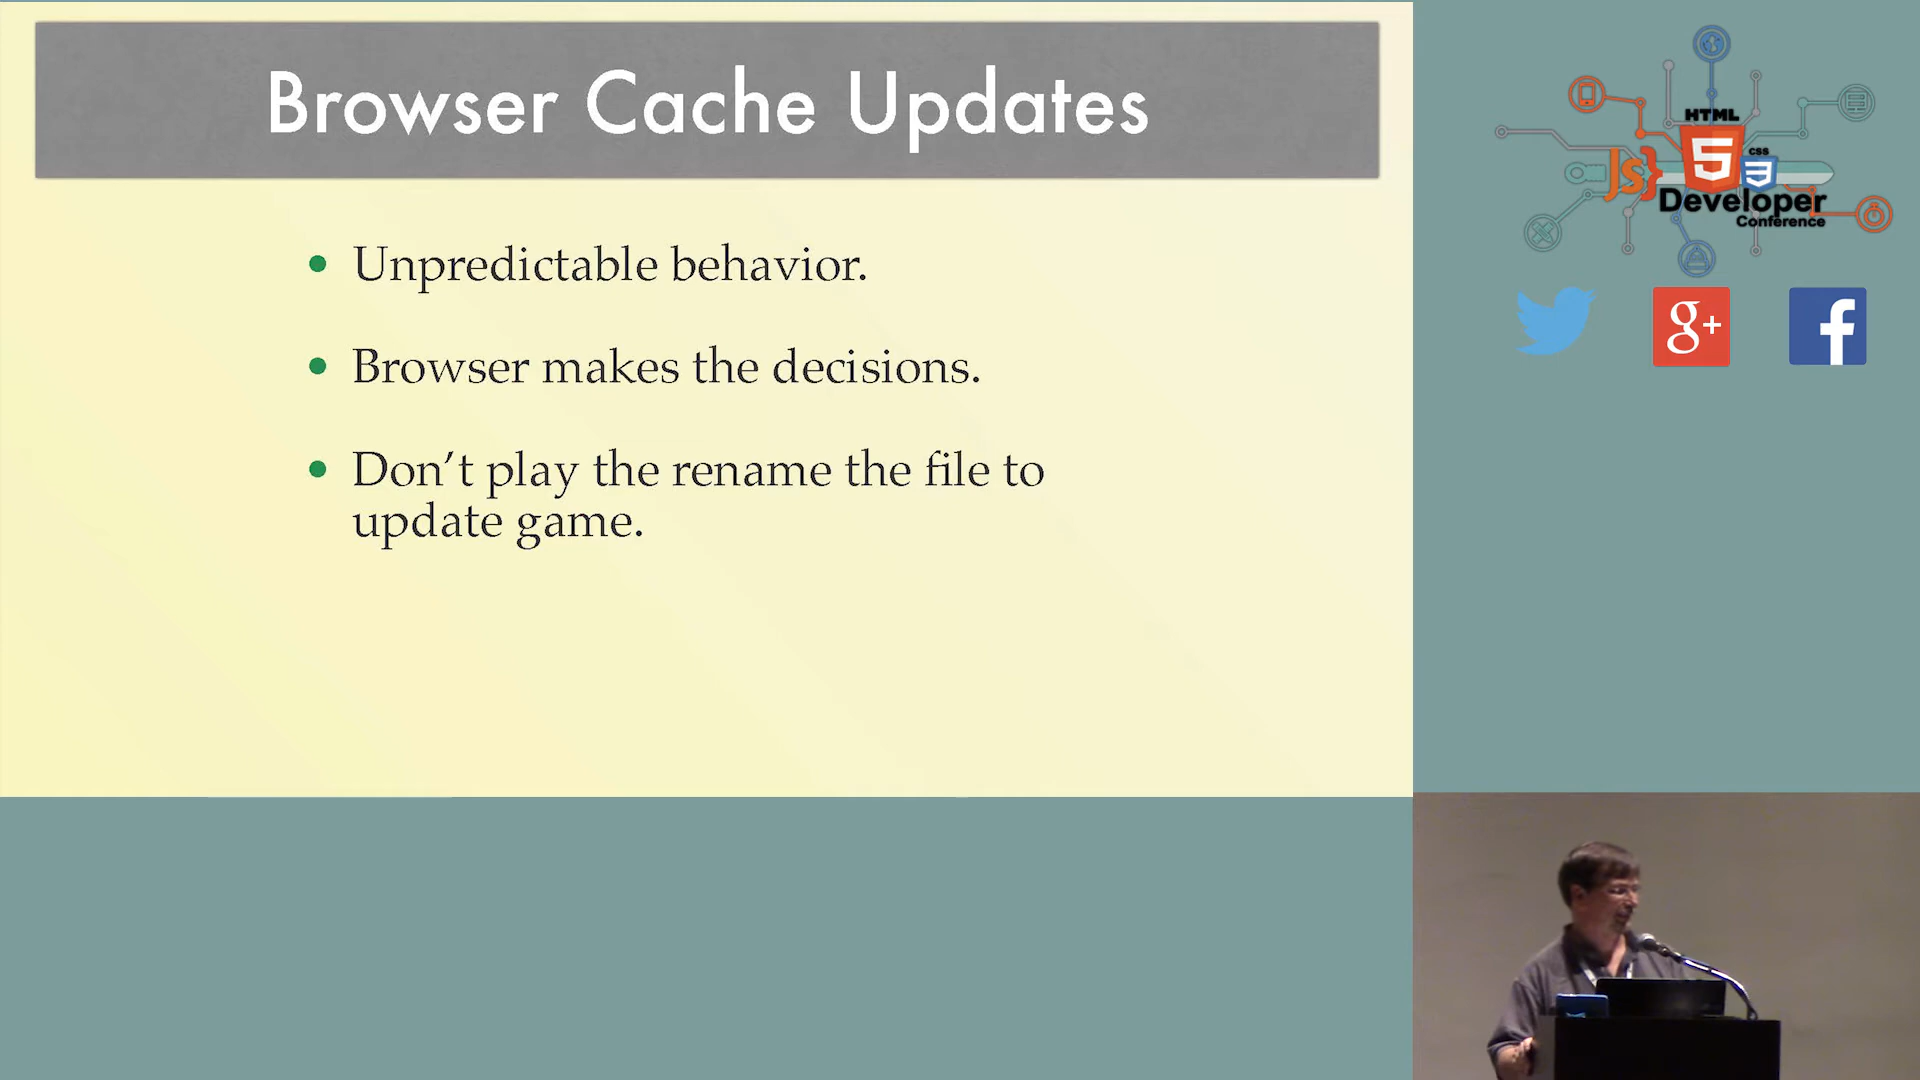 Browser Cache Updates
• Unpredictable behavior.
• Browser makes the decisions.
• Don’t play the rename the file to
update game.
HTML
5
CSS
3
Js}
Developer
Conference
g+
f